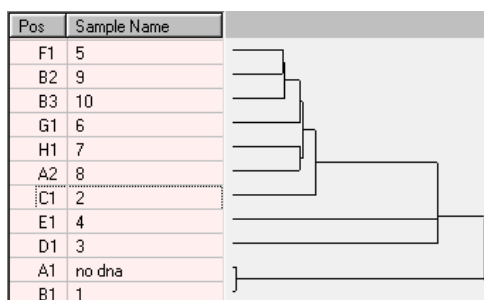 Pos Sample Name
F1 5
B2 9
B3 10
G1 6
H1 7
A2 8
C1 2
E1 4
D1 3
A1 no dna
B1 1